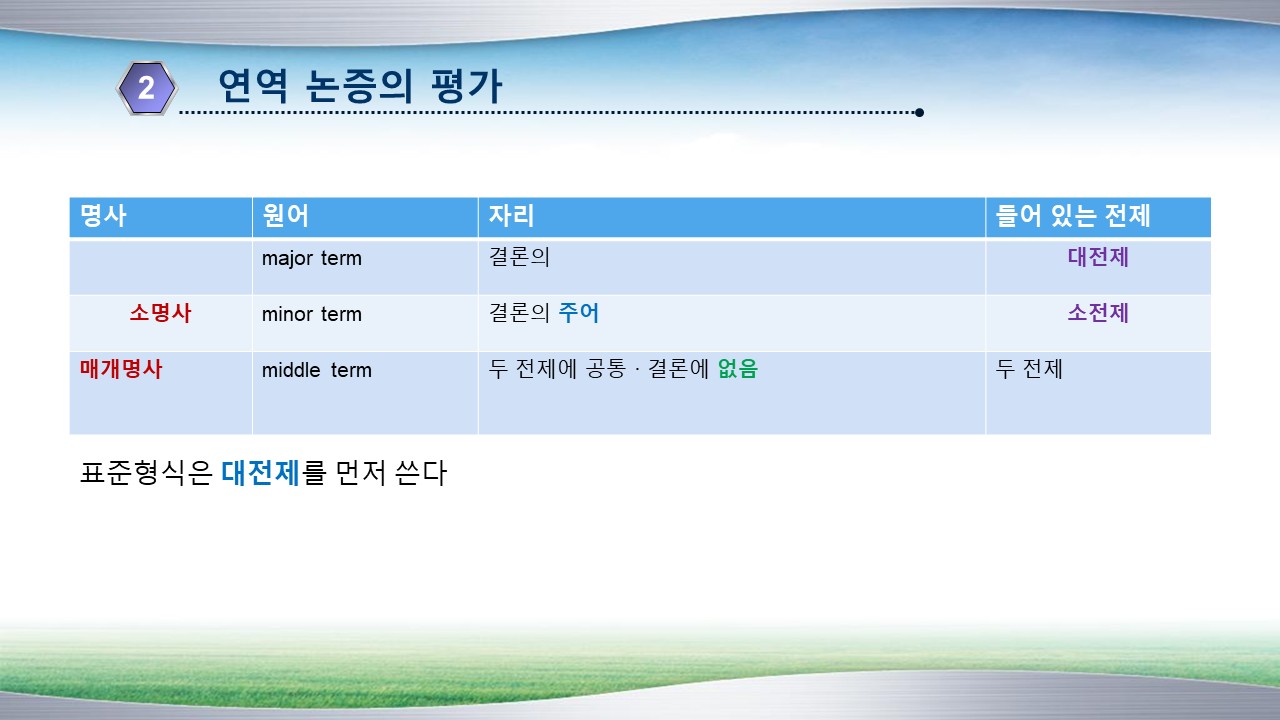 2 연역 논증의 평가
명사 원어 자리 들어 있는 전제
major term 결론의 대전제
소명사 minor term 결론의 주어 소전제
매개명사 middle term 두 전제에 공통 · 결론에 없음 두 전제
표준형식은 대전제를 먼저 쓴다